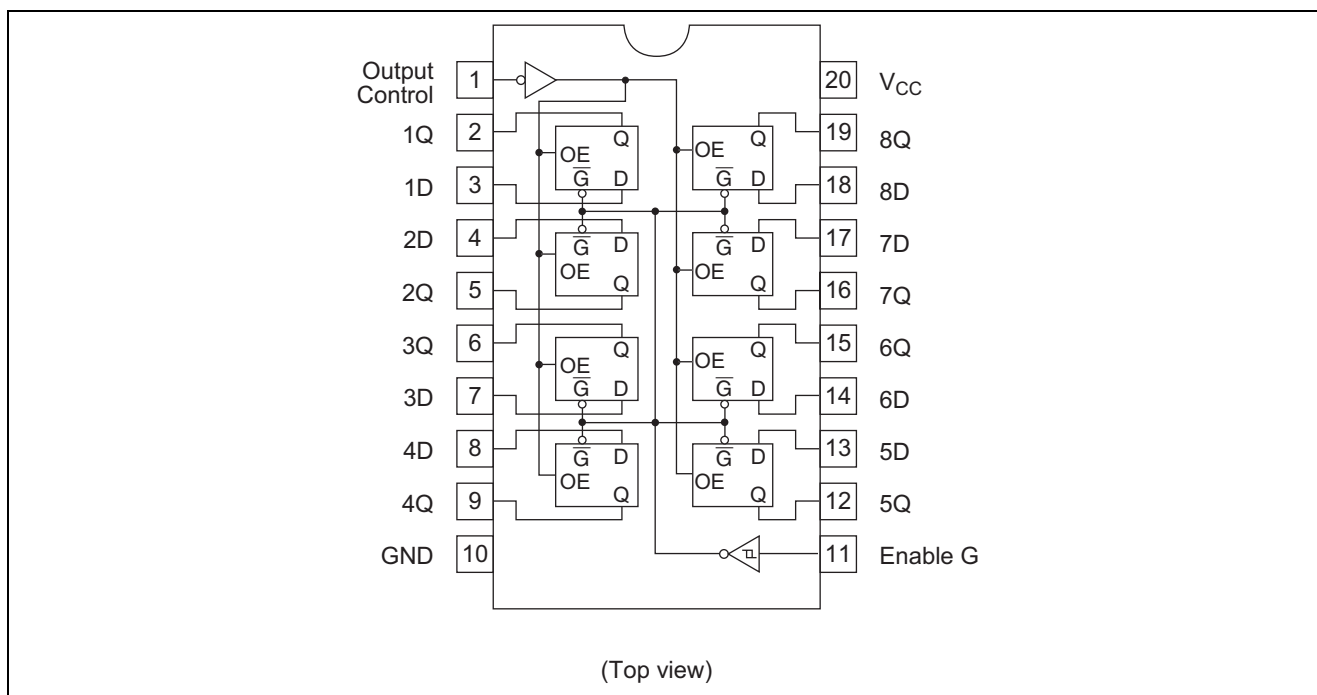 Output
Control
1
20
VCC
1Q
2
Q
Q
19
8Q
OE
OE
1D
3
G
D
G
D
18
8D
2D
4
G
D
G
D
17
7D
OE
OE
2Q
5
Q
Q
16
7Q
3Q
6
Q
Q
15
6Q
OE
OE
3D
7
G
D
G
D
14
6D
4D
8
G
D
G
D
13
5D
OE
OE
4Q
9
Q
Q
12
5Q
GND
10
11
Enable G
(Top view)